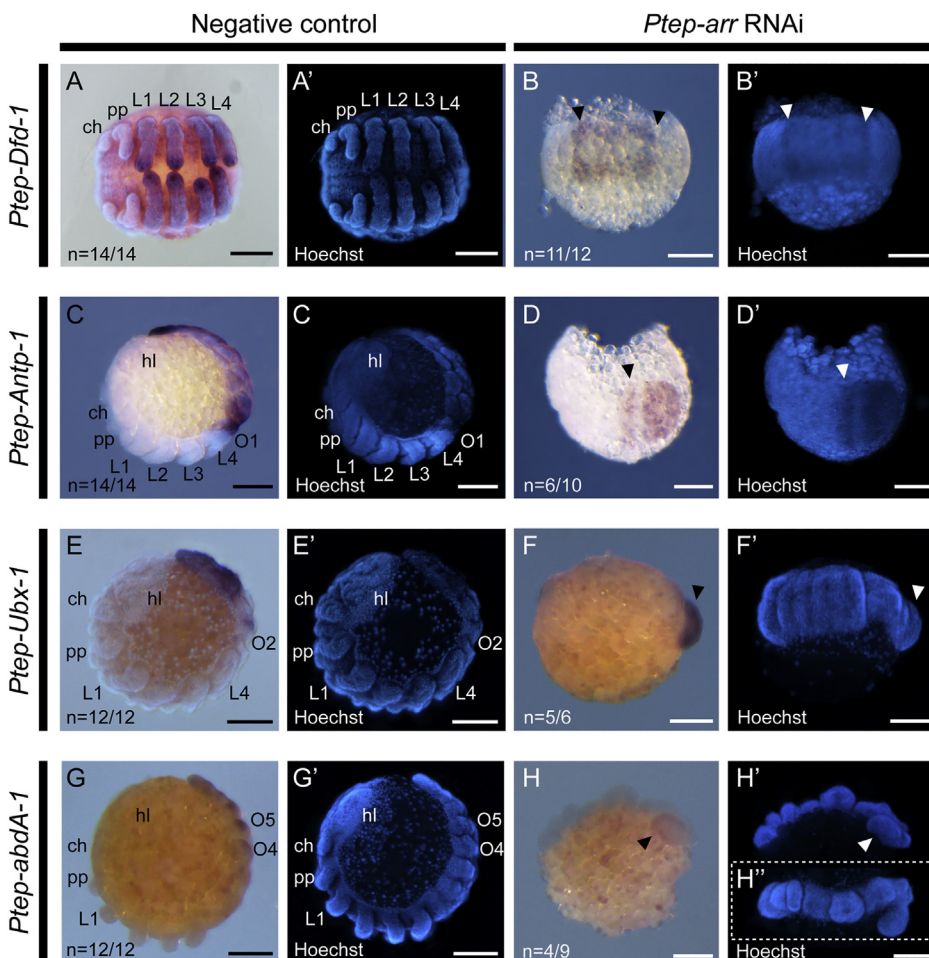 Negative control
Ptep-arr RNAi
Ptep-Dfd-1
A
ch pp L1 L2 L3 L4
n=14/14
A’
ch pp L1 L2 L3 L4
Hoechst
B
n=11/12
B’
Hoechst
Ptep-Antp-1
C
hl
ch
pp
L1 L2 L3 L4 O1
n=14/14
C
hl
ch
pp
L1 L2 L3 L4 O1
Hoechst
D
n=6/10
D’
Hoechst
Ptep-Ubx-1
E
hl
ch
pp
L1
O2
L4
n=12/12
E’
hl
ch
pp
L1
O2
L4
Hoechst
F
n=5/6
F’
Hoechst
Ptep-abdA-1
G
hl
ch
pp
L1
O5
O4
n=12/12
G’
hl
ch
pp
L1
O5
O4
Hoechst
H
n=4/9
H’
H’’
Hoechst